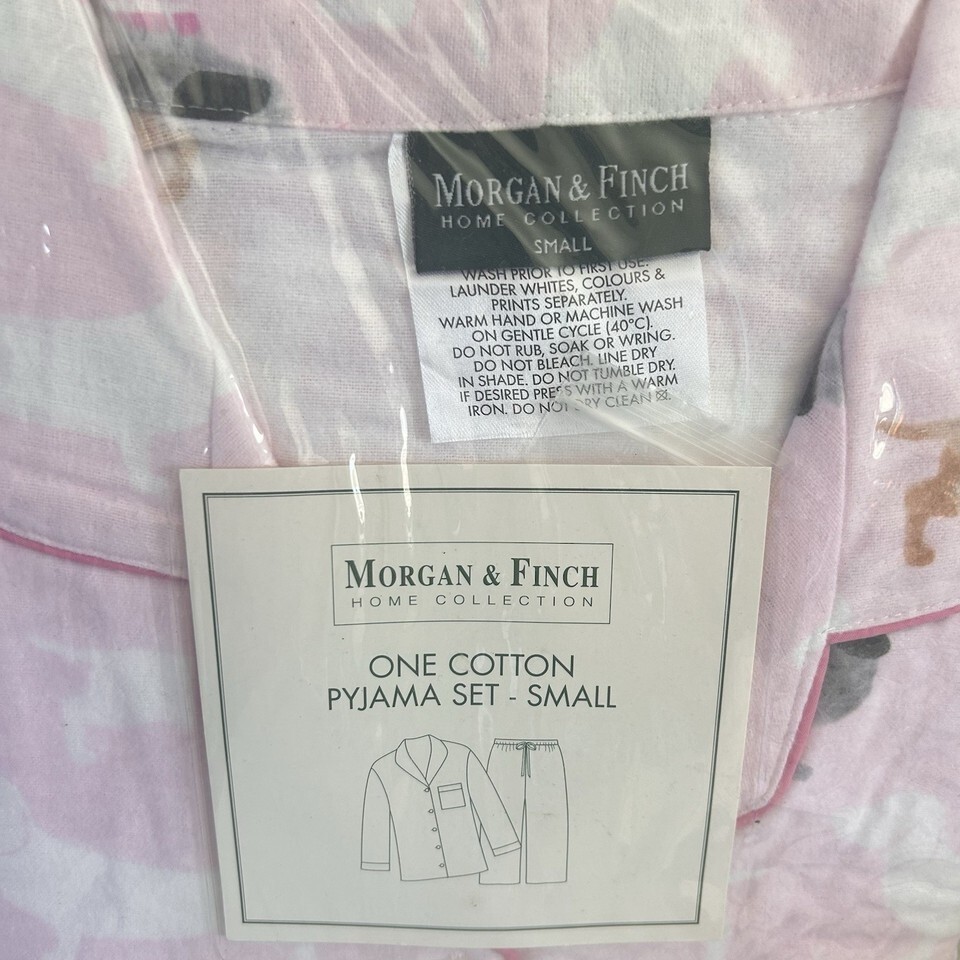 MORGAN & FINCH
HOME COLLECTION
SMALL
WASH PRIOR TO FIRST USE.
LAUNDER WHITES, COLOURS &
PRINTS SEPARATELY.
WARM HAND OR MACHINE WASH
ON GENTLE CYCLE (40°C).
DO NOT RUB, SOAK OR WRING.
DO NOT BLEACH. LINE DRY
IN SHADE. DO NOT TUMBLE DRY.
IF DESIRED PRESS WITH A WARM
IRON. DO NOT DRY CLEAN
MORGAN & FINCH
HOME COLLECTION
ONE COTTON
PYJAMA SET - SMALL